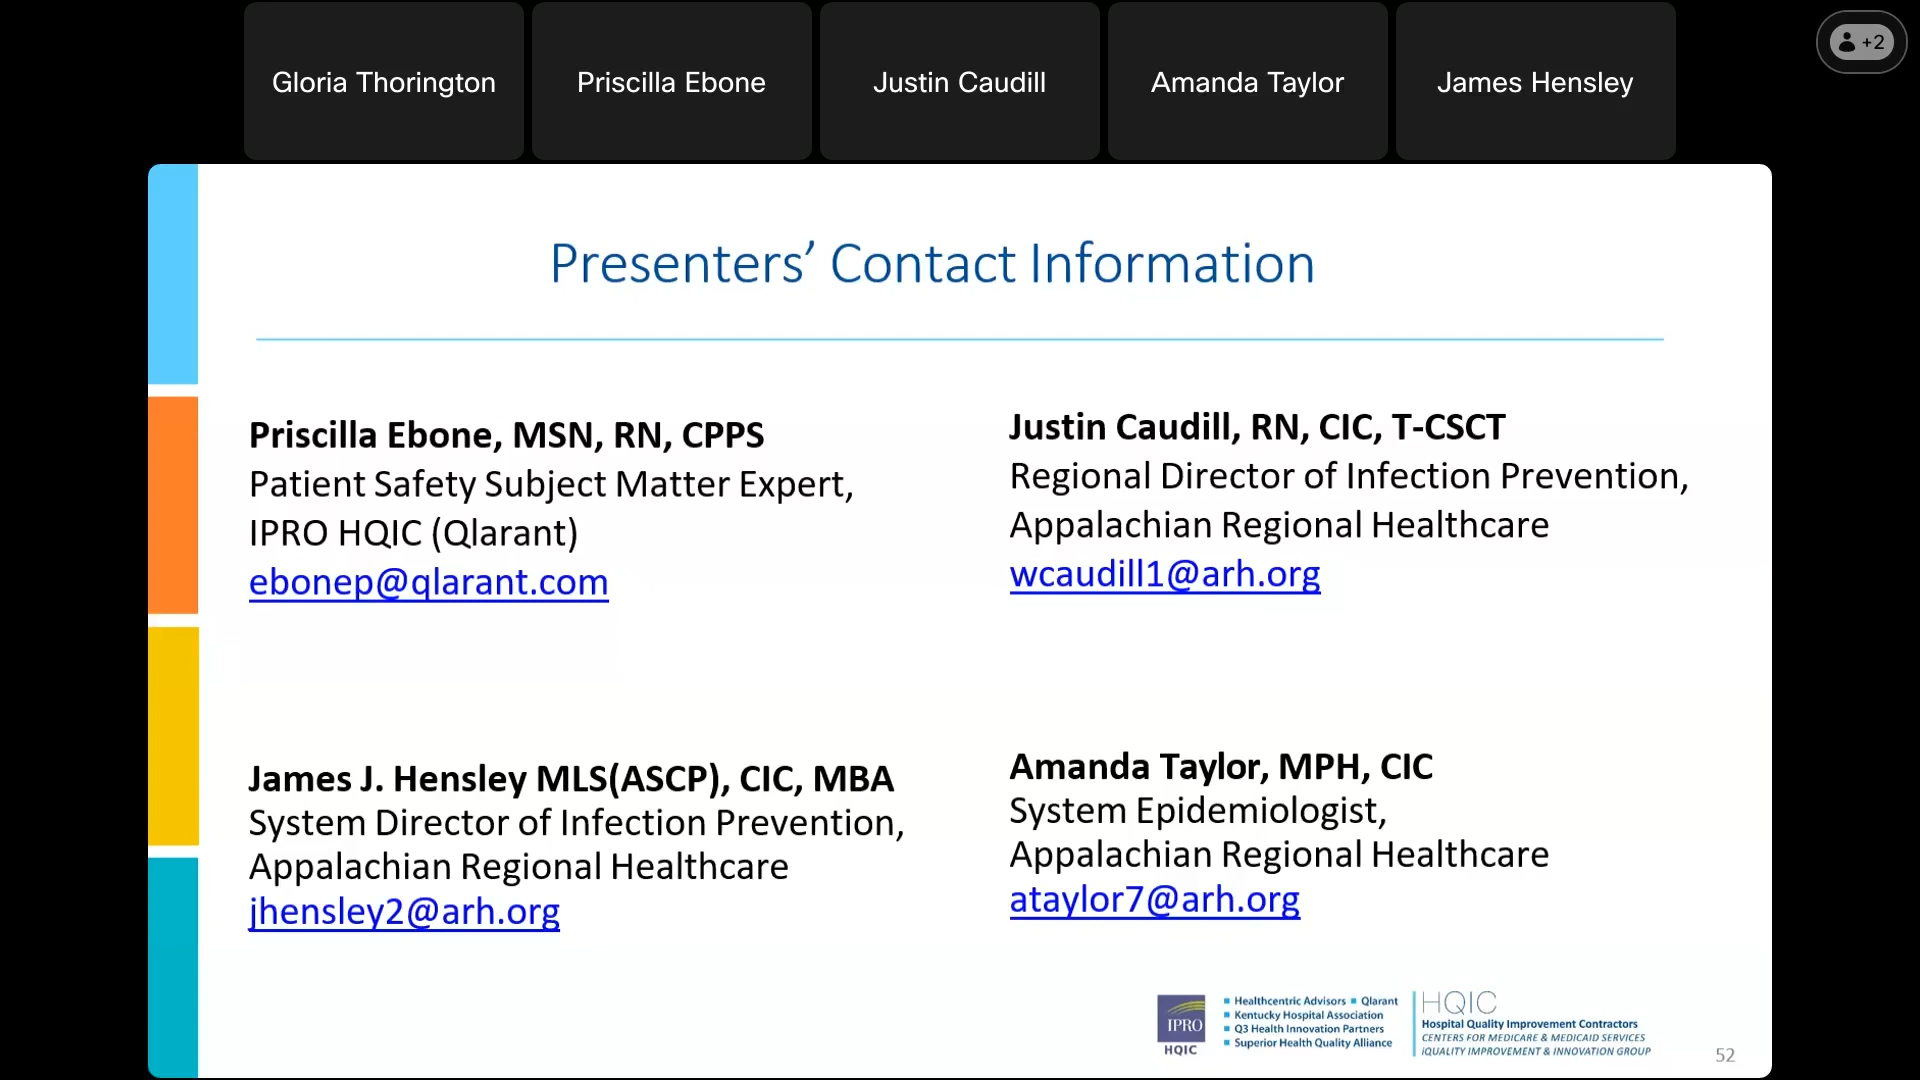 Gloria Thorington
Priscilla Ebone
Justin Caudill
Amanda Taylor
James Hensley
+2
Presenters’ Contact Information
Priscilla Ebone, MSN, RN, CPPS
Patient Safety Subject Matter Expert,
IPRO HQIC (Qlarant)
ebonep@qlarant.com
Justin Caudill, RN, CIC, T-CSCT
Regional Director of Infection Prevention,
Appalachian Regional Healthcare
wcaudill1@arh.org
James J. Hensley MLS(ASCP), CIC, MBA
System Director of Infection Prevention,
Appalachian Regional Healthcare
jhensley2@arh.org
Amanda Taylor, MPH, CIC
System Epidemiologist,
Appalachian Regional Healthcare
ataylor7@arh.org
IPRO
HQIC
Healthcentric Advisors ▪ Qlarant
Kentucky Hospital Association
Q3 Health Innovation Partners
Superior Health Quality Alliance
HQIC
Hospital Quality Improvement Contractors
CENTERS FOR MEDICARE & MEDICAID SERVICES
iQUALITY IMPROVEMENT & INNOVATION GROUP
52